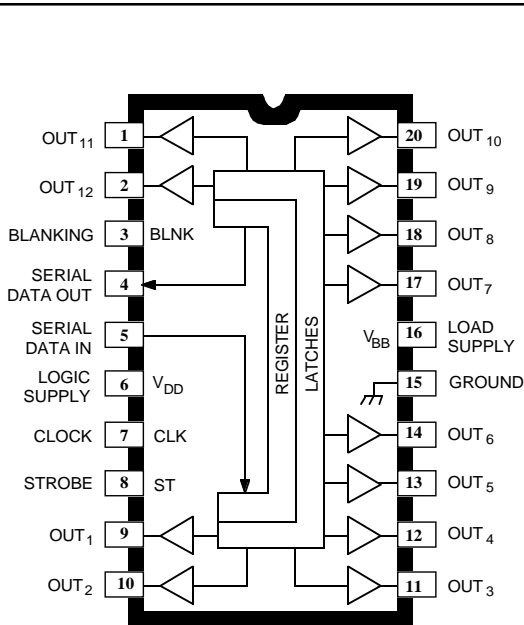 OUT11 1 20 OUT10
OUT12 2 19 OUT9
BLANKING 3 BLNK 18 OUT8
SERIAL
DATA OUT 4 17 OUT7
SERIAL
DATA IN 5 VBB 16 LOAD
SUPPLY
LOGIC
SUPPLY 6 VDD 15 GROUND
CLOCK 7 CLK 14 OUT6
STROBE 8 ST 13 OUT5
OUT1 9 12 OUT4
OUT2 10 11 OUT3
REGISTER
LATCHES